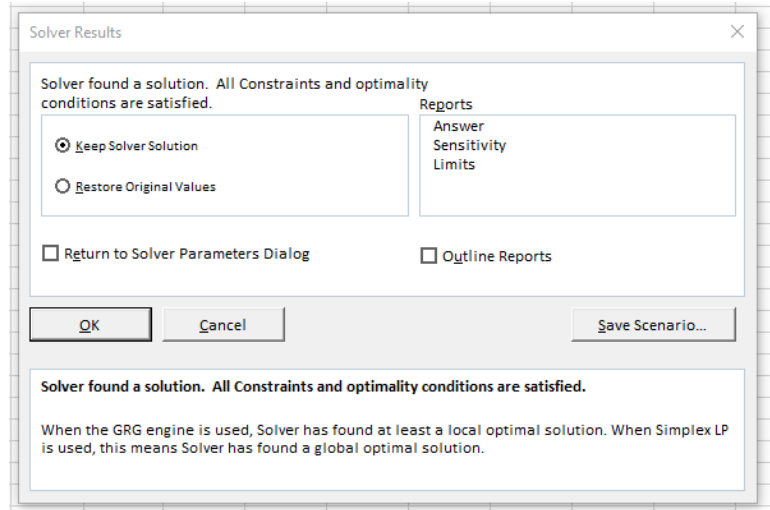 Solver Results
Solver found a solution.  All Constraints and optimality
conditions are satisfied.
Reports
Keep Solver Solution
Restore Original Values
Answer
Sensitivity
Limits
Return to Solver Parameters Dialog
Outline Reports
OK
Cancel
Save Scenario...
Solver found a solution.  All Constraints and optimality conditions are satisfied.
When the GRG engine is used, Solver has found at least a local optimal solution. When Simplex LP
is used, this means Solver has found a global optimal solution.